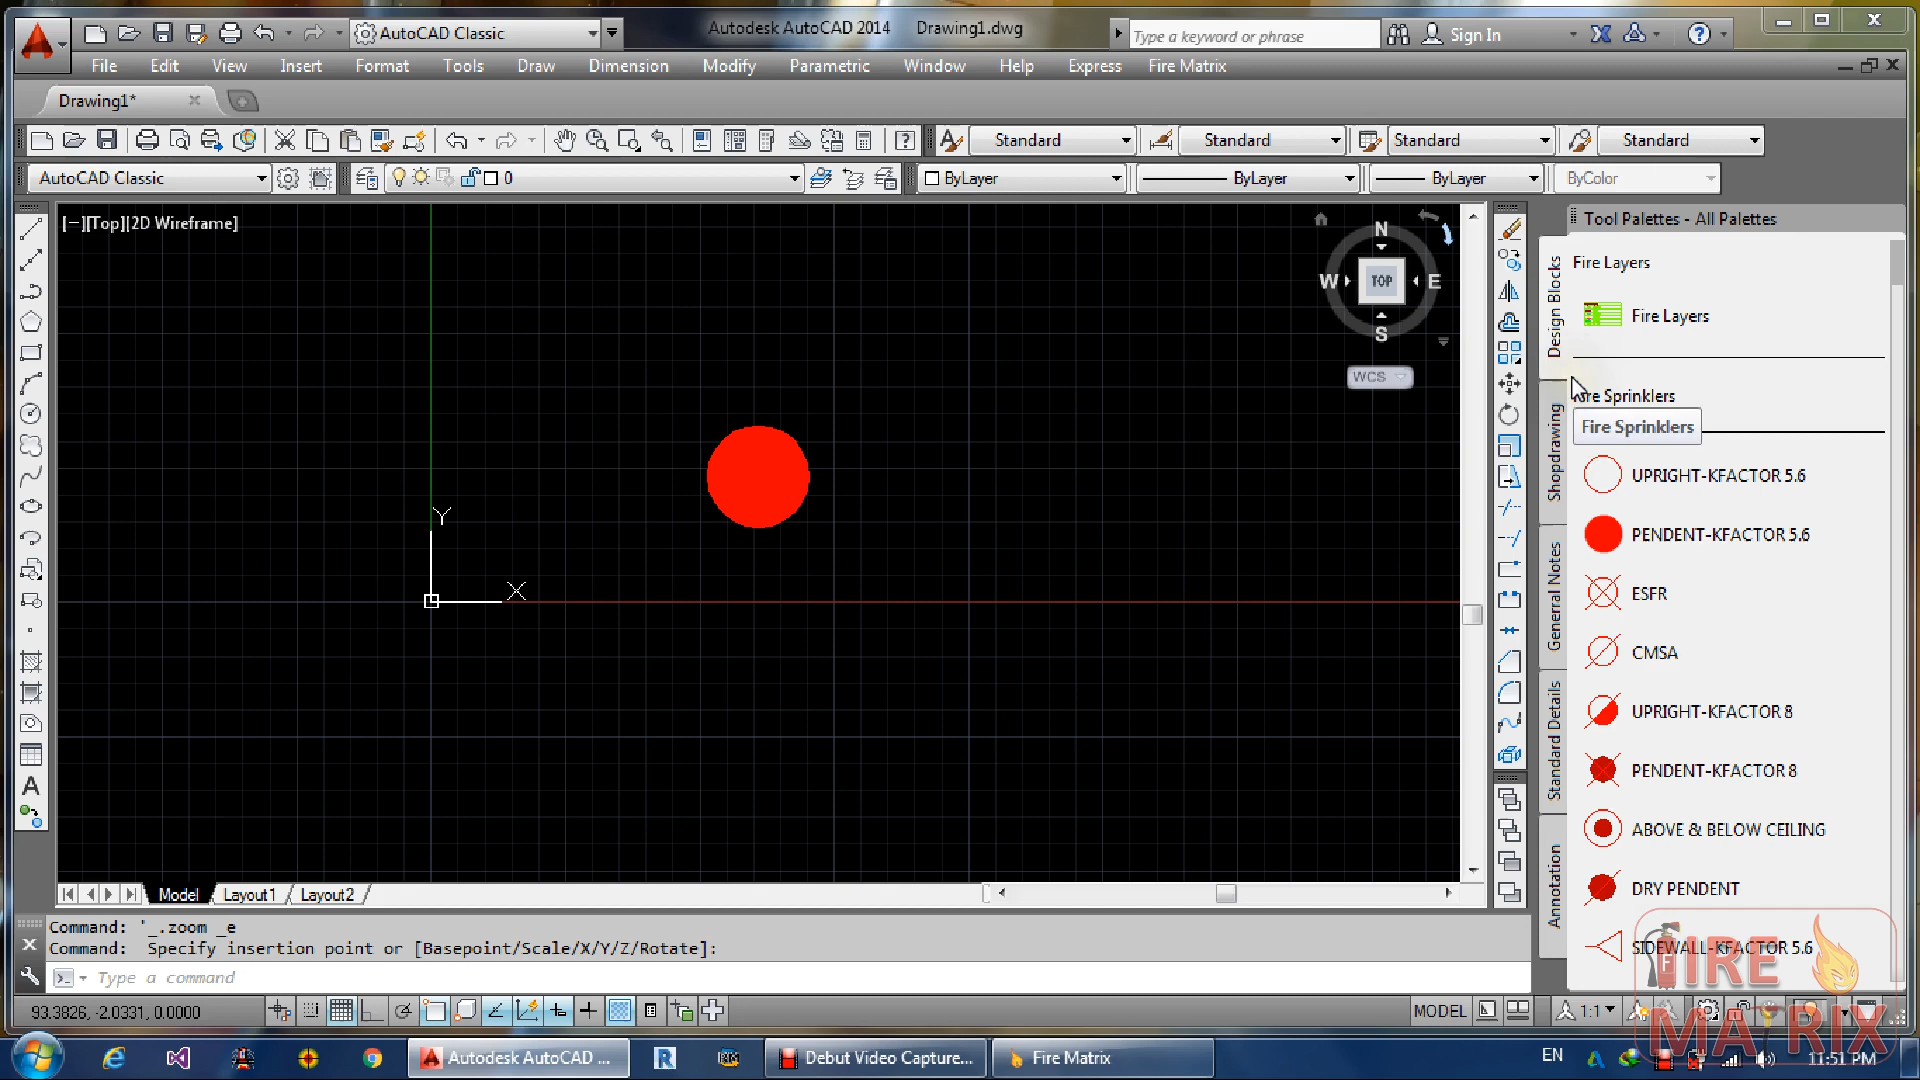 AutoCAD Classic
Autodesk AutoCAD 2014 Drawing1.dwg
Type a keyword or phrase
Sign In
File Edit View Insert Format Tools Draw Dimension Modify Parametric Window Help Express Fire Matrix
Drawing1*
Standard Standard Standard Standard
AutoCAD Classic 0 ByLayer ByLayer ByLayer ByColor
[−][Top][2D Wireframe]
N
W TOP E
S
WCS
Y
X
Tool Palettes - All Palettes
Design Blocks
Shopdrawing
Generral Notes
Standard Details
Annotation
Fire Layers
Fire Layers
Fire Sprinklers
Fire Sprinklers
UPRIGHT-KFACTOR 5.6
PENDENT-KFACTOR 5.6
ESFR
CMSA
UPRIGHT-KFACTOR 8
PENDENT-KFACTOR 8
ABOVE & BELOW CEILING
DRY PENDENT
SIDEWALL-KFACTOR 5.6
Model Layout1 Layout2
Command: '_.zoom _e
Command: Specify insertion point or [Basepoint/Scale/X/Y/Z/Rotate]:
Type a command
93.3826, -2.0331, 0.0000
MODEL 1:1
FIRE
MATRIX
Autodesk AutoCAD ...
Debut Video Capture...
Fire Matrix
EN
11:51 PM